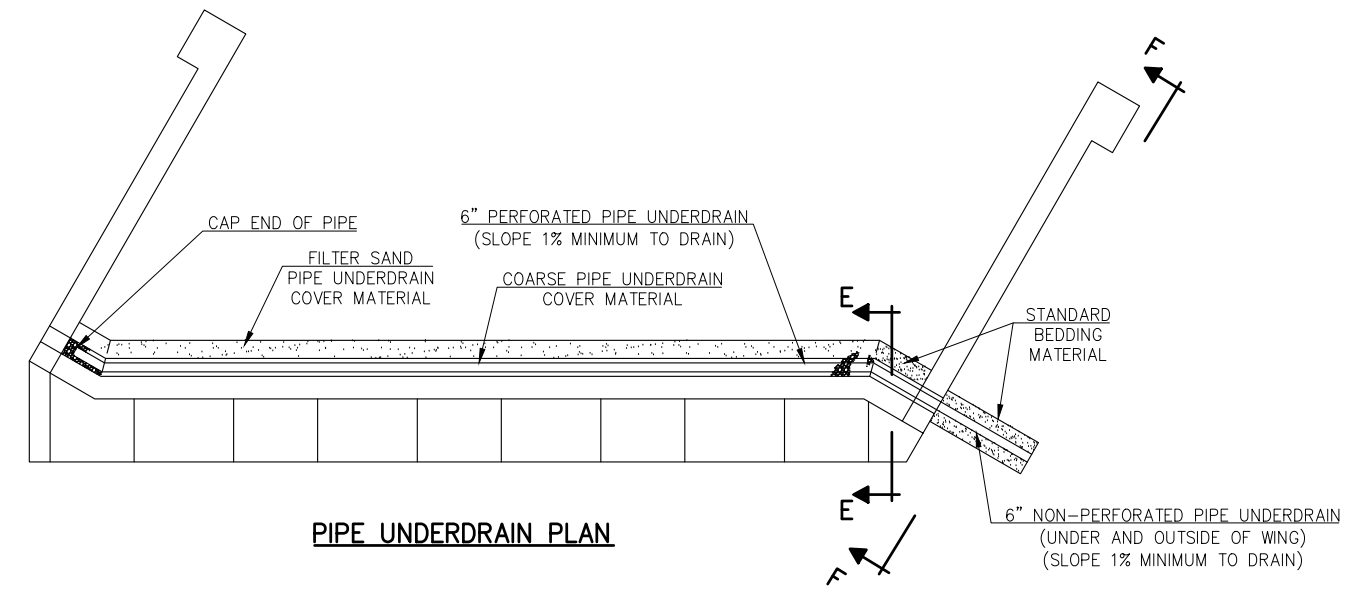 F
CAP END OF PIPE
6" PERFORATED PIPE UNDERDRAIN
(SLOPE 1% MINIMUM TO DRAIN)
FILTER SAND
PIPE UNDERDRAIN
COVER MATERIAL
COARSE PIPE UNDERDRAIN
COVER MATERIAL
E
STANDARD
BEDDING
MATERIAL
E
6" NON-PERFORATED PIPE UNDERDRAIN
(UNDER AND OUTSIDE OF WING)
(SLOPE 1% MINIMUM TO DRAIN)
PIPE UNDERDRAIN PLAN
F